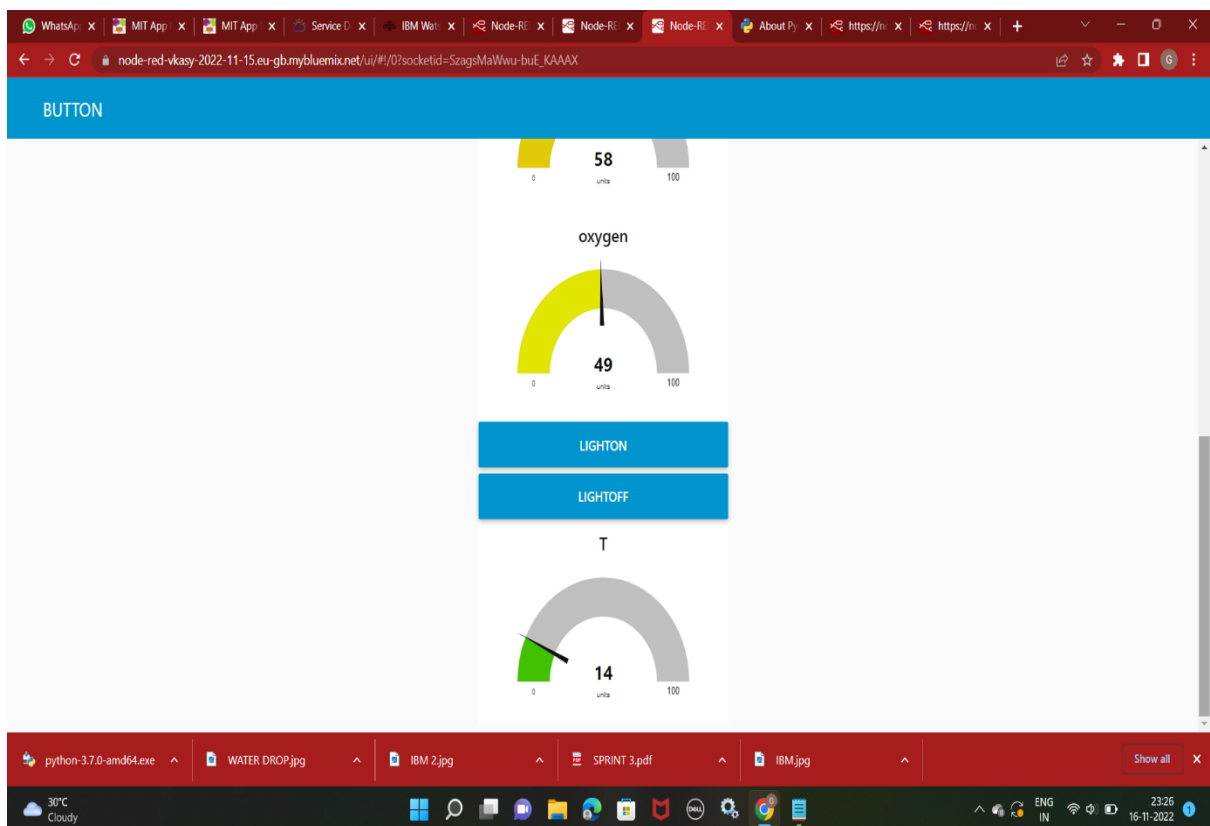 WhatsAp
MIT App
MIT App
Service D
IBM Wats
Node-RE
Node-RE
Node-RE
About Py
https://n
https://n
node-red-vkasy-2022-11-15.eu-gb.mybluemix.net/ui/#!/0?socketid=SzagsMaWwu-buE_KAAAX
G
BUTTON
58
0 units 100
oxygen
49
0 units 100
LIGHTON
LIGHTOFF
T
14
0 units 100
python-3.7.0-amd64.exe
WATER DROP.jpg
IBM 2.jpg
SPRINT 3.pdf
IBM.jpg
Show all
30°C
Cloudy
DELL
ENG
IN
23:26
16-11-2022
1